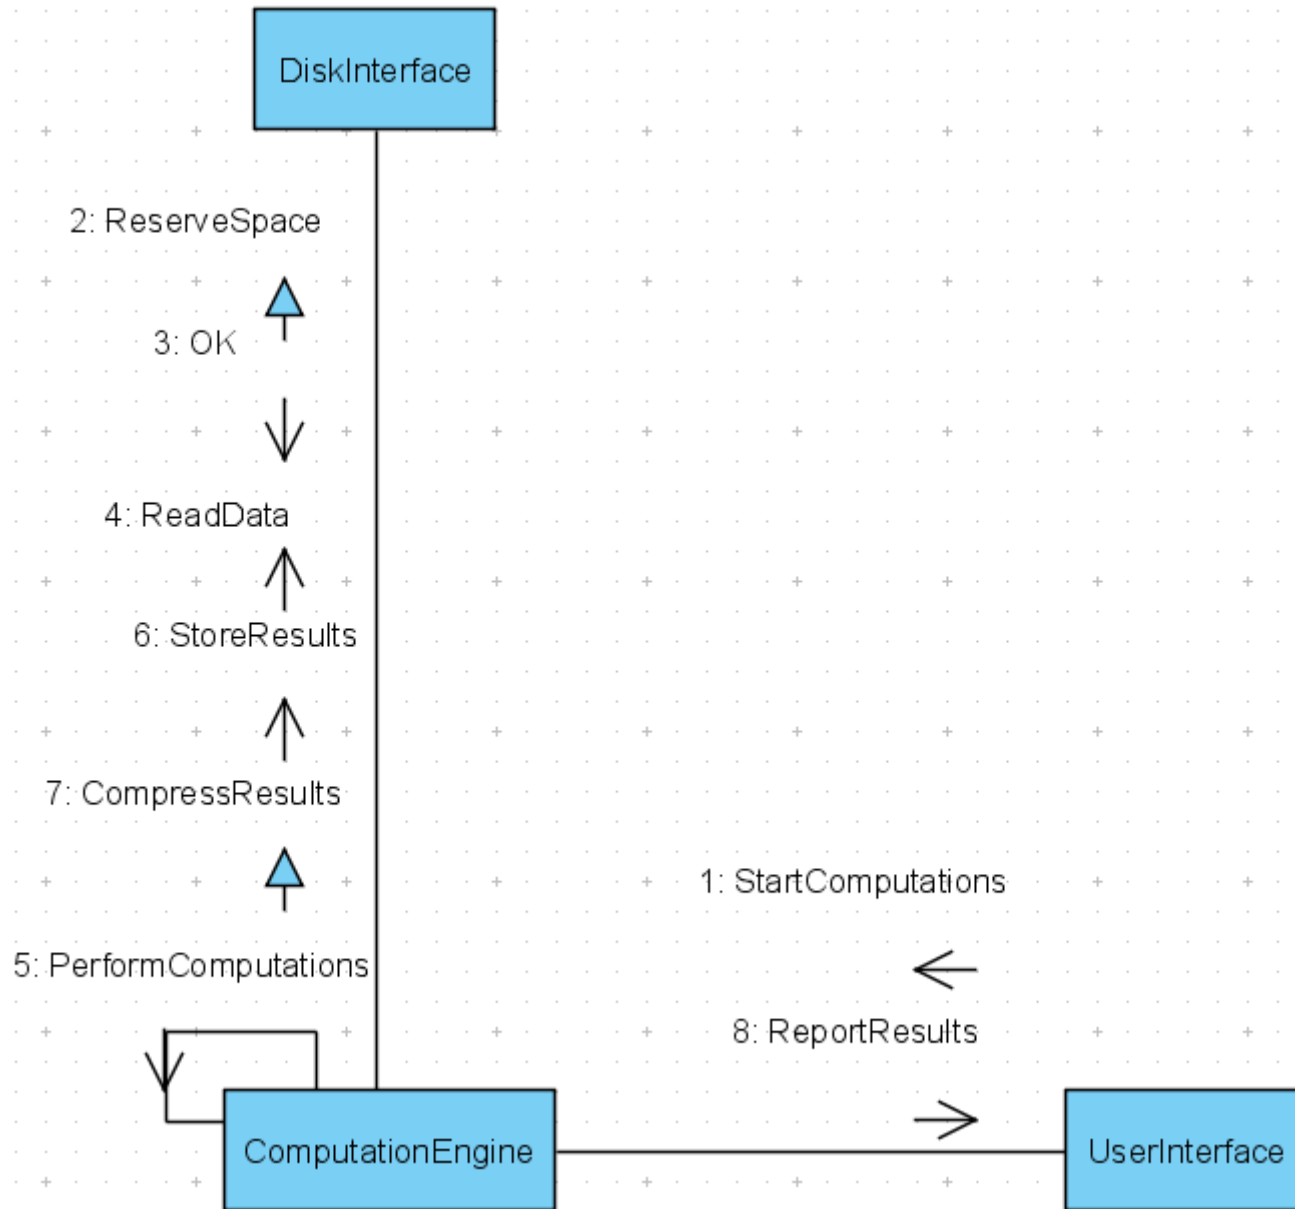 DiskInterface
2: ReserveSpace
3: OK
4: ReadData
6: StoreResults
7: CompressResults
1: StartComputations
5: PerformComputations
8: ReportResults
ComputationEngine
UserInterface